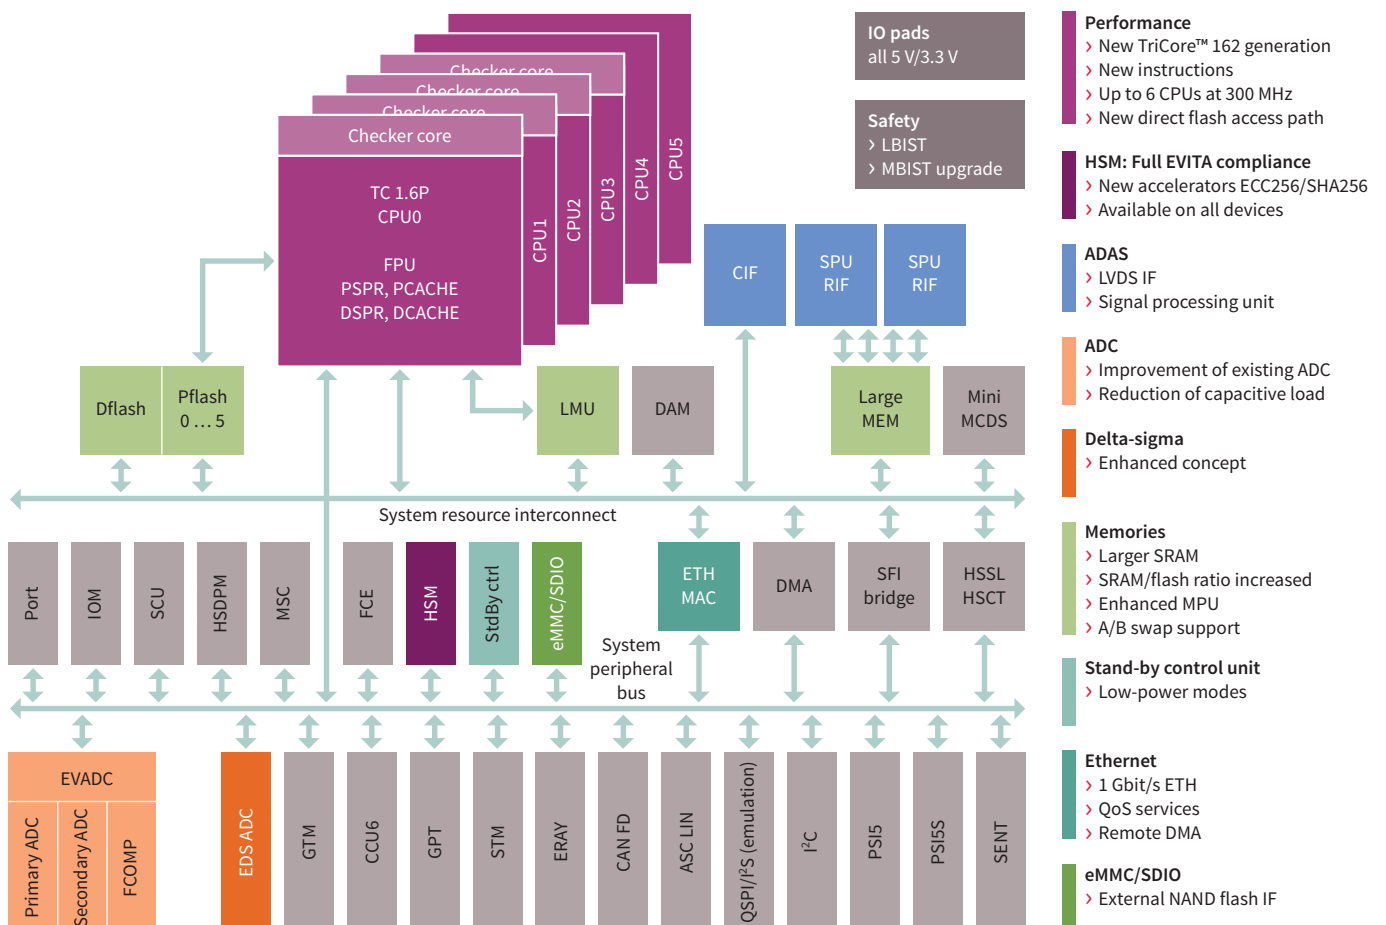 Checker core
Checker core
Checker core
Checker core
TC 1.6P
CPU0
FPU
PSPR, PCACHE
DSPR, DCACHE
CPU1
CPU2
CPU3
CPU4
CPU5
IO pads
all 5 V/3.3 V
Safety
› LBIST
› MBIST upgrade
CIF
SPU
RIF
SPU
RIF
Dflash
Pflash
0 … 5
LMU
DAM
Large
MEM
Mini
MCDS
System resource interconnect
Port
IOM
SCU
HSDPM
MSC
FCE
HSM
StdBy ctrl
eMMC/SDIO
System
peripheral
bus
ETH
MAC
DMA
SFI
bridge
HSSL
HSCT
EVADC
Primary ADC
Secondary ADC
FCOMP
EDS ADC
GTM
CCU6
GPT
STM
ERAY
CAN FD
ASC LIN
QSPI/I²S (emulation)
I²C
PSI5
PSI5S
SENT
Performance
› New TriCore™ 162 generation
› New instructions
› Up to 6 CPUs at 300 MHz
› New direct flash access path
HSM: Full EVITA compliance
› New accelerators ECC256/SHA256
› Available on all devices
ADAS
› LVDS IF
› Signal processing unit
ADC
› Improvement of existing ADC
› Reduction of capacitive load
Delta-sigma
› Enhanced concept
Memories
› Larger SRAM
› SRAM/flash ratio increased
› Enhanced MPU
› A/B swap support
Stand-by control unit
› Low-power modes
Ethernet
› 1 Gbit/s ETH
› QoS services
› Remote DMA
eMMC/SDIO
› External NAND flash IF